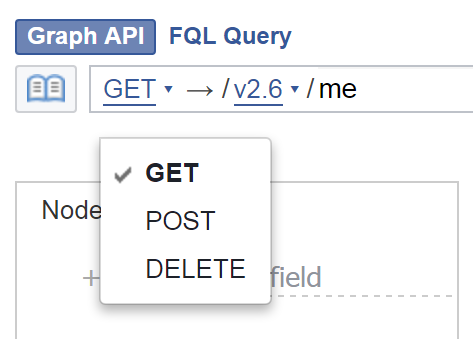 Graph API FQL Query
GET ▾ → / v2.6 ▾ / me
✔ GET
Node
POST
DELETE
+ field